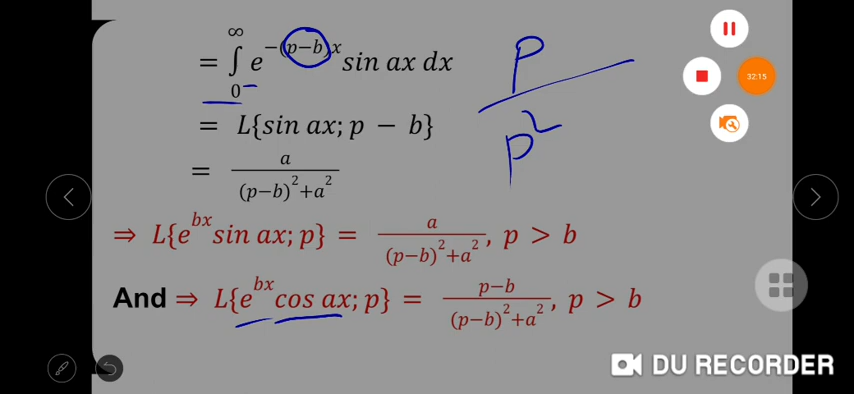 = ∫₀^∞ e^{-(p-b)x} sin ax dx
p
p²
32:15
= L{sin ax; p − b}
= a / ((p−b)²+a²)
⇒ L{e^{bx} sin ax; p} = a / ((p−b)²+a²), p > b
And ⇒ L{e^{bx} cos ax; p} = p−b / ((p−b)²+a²), p > b
DU RECORDER